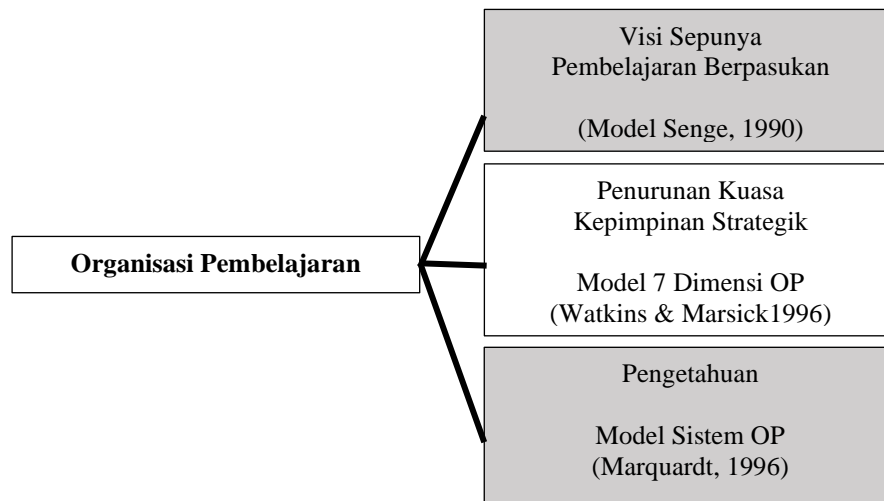 Visi Sepunya
Pembelajaran Berpasukan
(Model Senge, 1990)
Organisasi Pembelajaran
Penurunan Kuasa
Kepimpinan Strategik
Model 7 Dimensi OP
(Watkins & Marsick1996)
Pengetahuan
Model Sistem OP
(Marquardt, 1996)